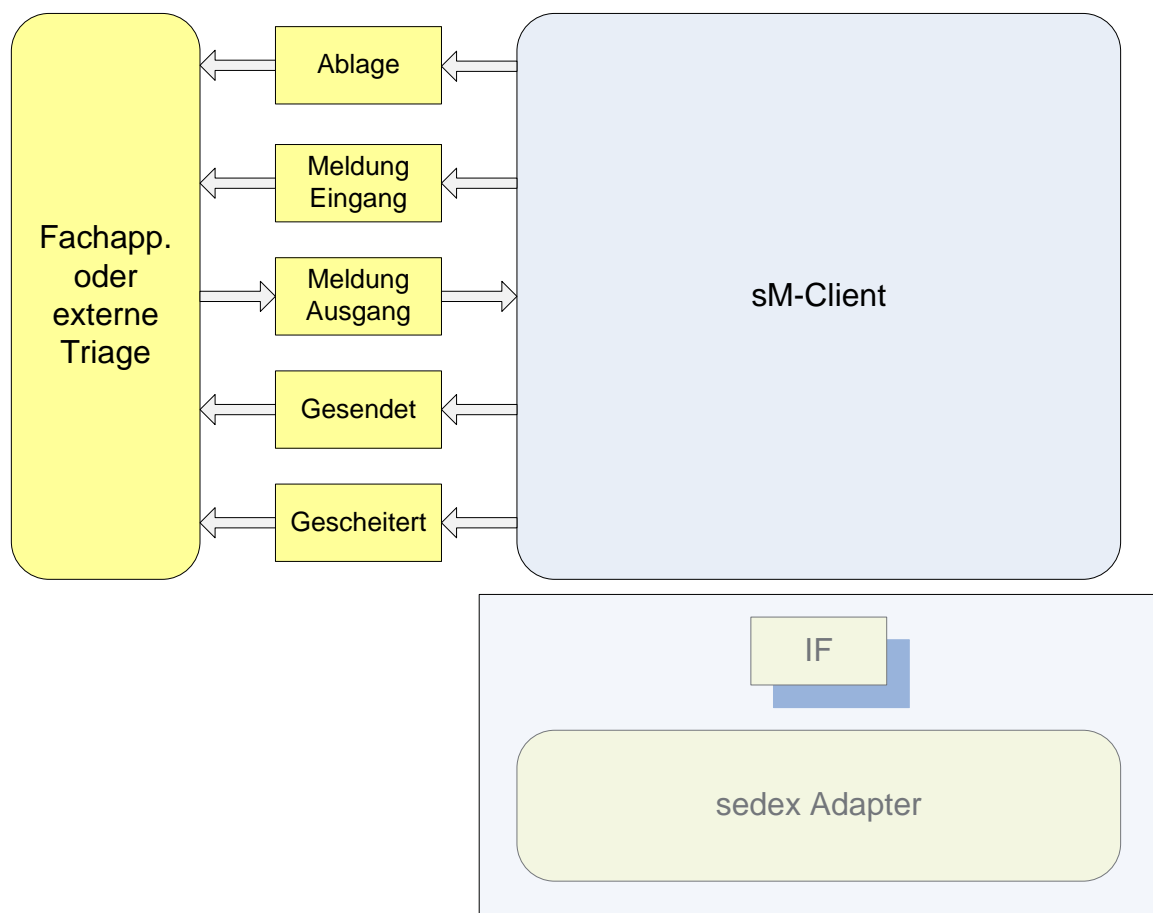 Ablage
Meldung
Eingang
Fachapp.
oder
externe
Triage
Meldung
Ausgang
sM-Client
Gesendet
Gescheitert
IF
sedex Adapter